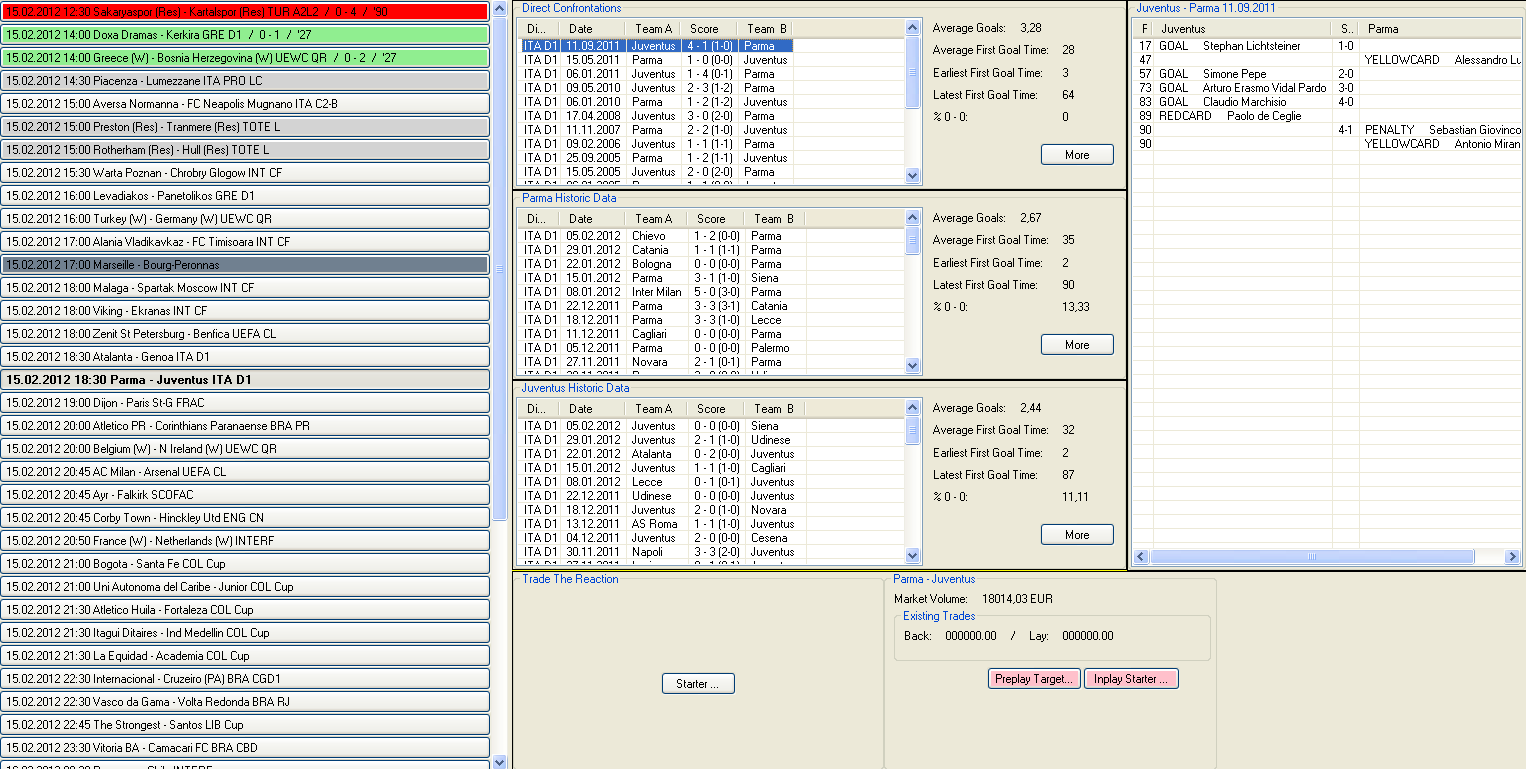 15.02.2012 12:30 Sakaryaspor (Res) - Kartalspor (Res) TUR A2L2 / 0 - 4 / '90
15.02.2012 14:00 Doxa Dramas - Kerkira GRE D1 / 0 - 1 / '27
15.02.2012 14:00 Greece (W) - Bosnia Herzegovina (W) UEWC QR / 0 - 2 / '27
15.02.2012 14:30 Piacenza - Lumezzane ITA PRO LC
15.02.2012 15:00 Aversa Normanna - FC Neapolis Mugnano ITA C2-B
15.02.2012 15:00 Preston (Res) - Tranmere (Res) TOTE L
15.02.2012 15:00 Rotherham (Res) - Hull (Res) TOTE L
15.02.2012 15:30 Warta Poznan - Chrobry Glogow INT CF
15.02.2012 16:00 Levadiakos - Panetolikos GRE D1
15.02.2012 16:00 Turkey (W) - Germany (W) UEWC QR
15.02.2012 17:00 Alania Vladikavkaz - FC Timisoara INT CF
15.02.2012 17:00 Marseille - Bourg-Peronnas
15.02.2012 18:00 Malaga - Spartak Moscow INT CF
15.02.2012 18:00 Viking - Ekranas INT CF
15.02.2012 18:00 Zenit St Petersburg - Benfica UEFA CL
15.02.2012 18:30 Atalanta - Genoa ITA D1
15.02.2012 18:30 Parma - Juventus ITA D1
15.02.2012 19:00 Dijon - Paris St-G FRAC
15.02.2012 20:00 Atletico PR - Corinthians Paranaense BRA PR
15.02.2012 20:00 Belgium (W) - N Ireland (W) UEWC QR
15.02.2012 20:45 AC Milan - Arsenal UEFA CL
15.02.2012 20:45 Ayr - Falkirk SCOFAC
15.02.2012 20:45 Corby Town - Hinckley Utd ENG CN
15.02.2012 20:50 France (W) - Netherlands (W) INTERF
15.02.2012 21:00 Bogota - Santa Fe COL Cup
15.02.2012 21:00 Uni Autonoma del Caribe - Junior COL Cup
15.02.2012 21:30 Atletico Huila - Fortaleza COL Cup
15.02.2012 21:30 Itagui Ditaires - Ind Medellin COL Cup
15.02.2012 21:30 La Equidad - Academia COL Cup
15.02.2012 22:30 Internacional - Cruzeiro (PA) BRA CGD1
15.02.2012 22:30 Vasco da Gama - Volta Redonda BRA RJ
15.02.2012 22:45 The Strongest - Santos LIB Cup
15.02.2012 23:30 Vitoria BA - Camacari FC BRA CBD
Direct Confrontations
Di... Date Team A Score Team B
ITA D1 11.09.2011 Juventus 4 - 1 (1-0) Parma
ITA D1 15.05.2011 Parma 1 - 0 (0-0) Juventus
ITA D1 06.01.2011 Juventus 1 - 4 (0-1) Parma
ITA D1 09.05.2010 Juventus 2 - 3 (1-2) Parma
ITA D1 06.01.2010 Parma 1 - 2 (1-2) Juventus
ITA D1 17.04.2008 Juventus 3 - 0 (2-0) Parma
ITA D1 11.11.2007 Parma 2 - 2 (1-0) Juventus
ITA D1 09.02.2006 Juventus 1 - 1 (1-1) Parma
ITA D1 25.09.2005 Parma 1 - 2 (1-1) Juventus
ITA D1 15.05.2005 Juventus 2 - 0 (2-0) Parma
Average Goals: 3,28
Average First Goal Time: 28
Earliest First Goal Time: 3
Latest First Goal Time: 64
% 0 - 0: 0
More
Parma Historic Data
Di... Date Team A Score Team B
ITA D1 05.02.2012 Chievo 1 - 2 (0-0) Parma
ITA D1 29.01.2012 Catania 1 - 1 (1-1) Parma
ITA D1 22.01.2012 Bologna 0 - 0 (0-0) Parma
ITA D1 15.01.2012 Parma 3 - 1 (1-0) Siena
ITA D1 08.01.2012 Inter Milan 5 - 0 (3-0) Parma
ITA D1 22.12.2011 Parma 3 - 3 (3-1) Catania
ITA D1 18.12.2011 Parma 3 - 3 (1-0) Lecce
ITA D1 11.12.2011 Cagliari 0 - 0 (0-0) Parma
ITA D1 05.12.2011 Parma 0 - 0 (0-0) Palermo
ITA D1 27.11.2011 Novara 2 - 1 (0-1) Parma
Average Goals: 2,67
Average First Goal Time: 35
Earliest First Goal Time: 2
Latest First Goal Time: 90
% 0 - 0: 13,33
More
Juventus Historic Data
Di... Date Team A Score Team B
ITA D1 05.02.2012 Juventus 0 - 0 (0-0) Siena
ITA D1 29.01.2012 Juventus 2 - 1 (1-0) Udinese
ITA D1 22.01.2012 Atalanta 0 - 2 (0-0) Juventus
ITA D1 15.01.2012 Juventus 1 - 1 (1-0) Cagliari
ITA D1 08.01.2012 Lecce 0 - 1 (0-1) Juventus
ITA D1 22.12.2011 Udinese 0 - 0 (0-0) Juventus
ITA D1 18.12.2011 Juventus 2 - 0 (1-0) Novara
ITA D1 13.12.2011 AS Roma 1 - 1 (1-0) Juventus
ITA D1 04.12.2011 Juventus 2 - 0 (0-0) Cesena
ITA D1 30.11.2011 Napoli 3 - 3 (2-0) Juventus
Average Goals: 2,44
Average First Goal Time: 32
Earliest First Goal Time: 2
Latest First Goal Time: 87
% 0 - 0: 11,11
More
Juventus - Parma 11.09.2011
F Juventus S.. Parma
17 GOAL Stephan Lichtsteiner 1-0
47 YELLOWCARD Alessandro Lu
57 GOAL Simone Pepe 2-0
73 GOAL Arturo Erasmo Vidal Pardo 3-0
83 GOAL Claudio Marchisio 4-0
89 REDCARD Paolo de Ceglie
90 4-1 PENALTY Sebastian Giovinco
90 YELLOWCARD Antonio Miran
Trade The Reaction
Starter ...
Parma - Juventus
Market Volume: 18014,03 EUR
Existing Trades
Back: 000000.00 / Lay: 000000.00
Preplay Target... Inplay Starter ...